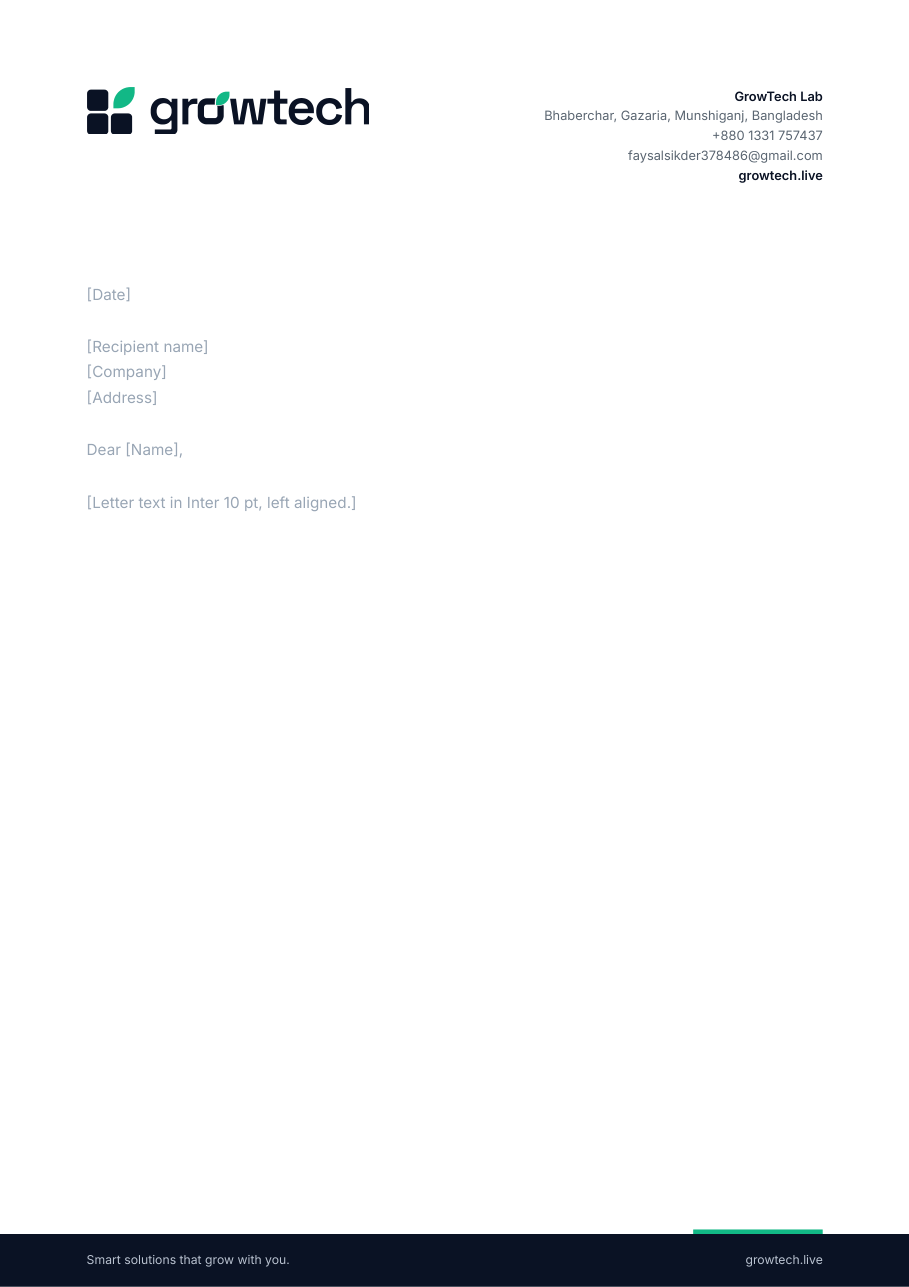 growtech
GrowTech Lab
Bhaberchar, Gazaria, Munshiganj, Bangladesh
+880 1331 757437
faysalsikder378486@gmail.com
growtech.live
[Date]
[Recipient name]
[Company]
[Address]
Dear [Name],
[Letter text in Inter 10 pt, left aligned.]
Smart solutions that grow with you.
growtech.live